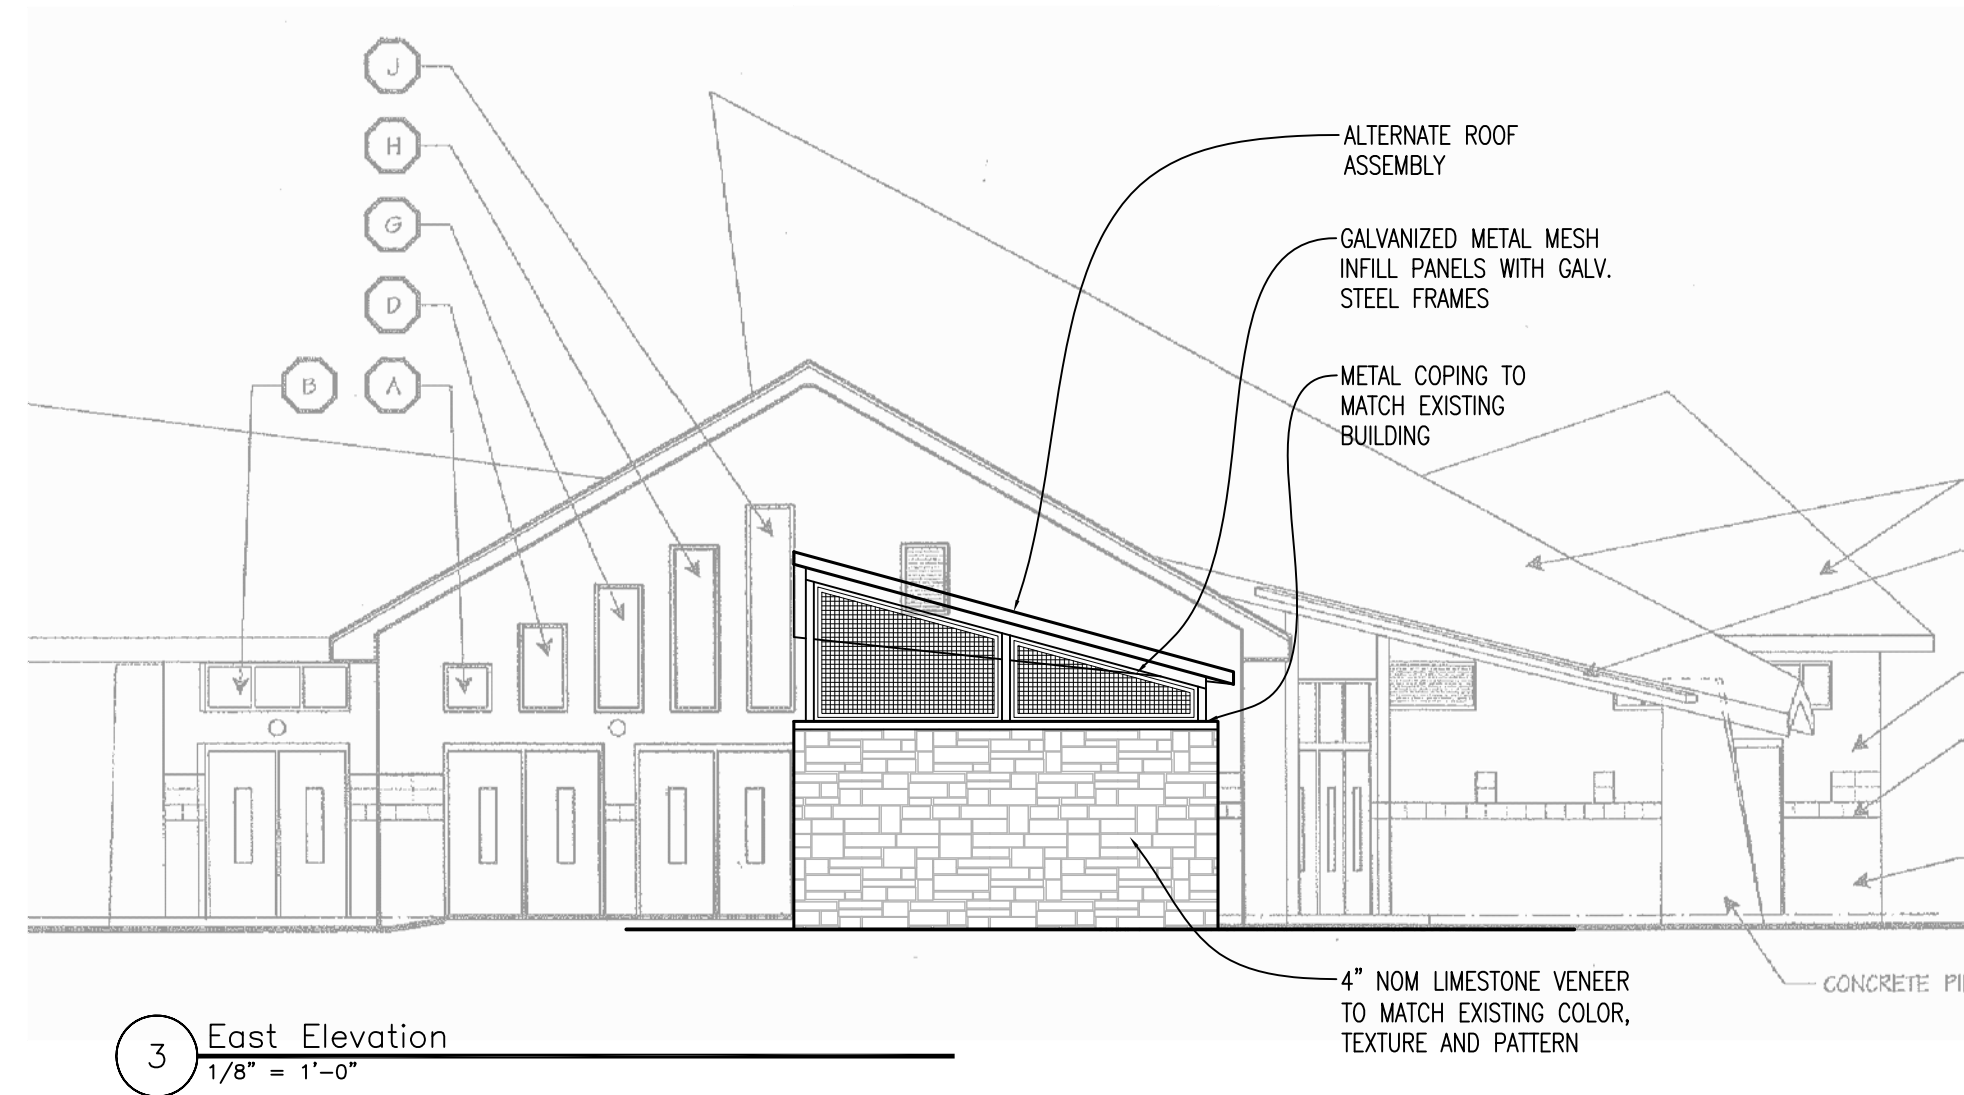 J
H
G
D
B
A
ALTERNATE ROOF
ASSEMBLY
GALVANIZED METAL MESH
INFILL PANELS WITH GALV.
STEEL FRAMES
METAL COPING TO
MATCH EXISTING
BUILDING
CONCRETE
4” NOM LIMESTONE VENEER
TO MATCH EXISTING COLOR,
TEXTURE AND PATTERN
3
East Elevation
1/8” = 1'-0”